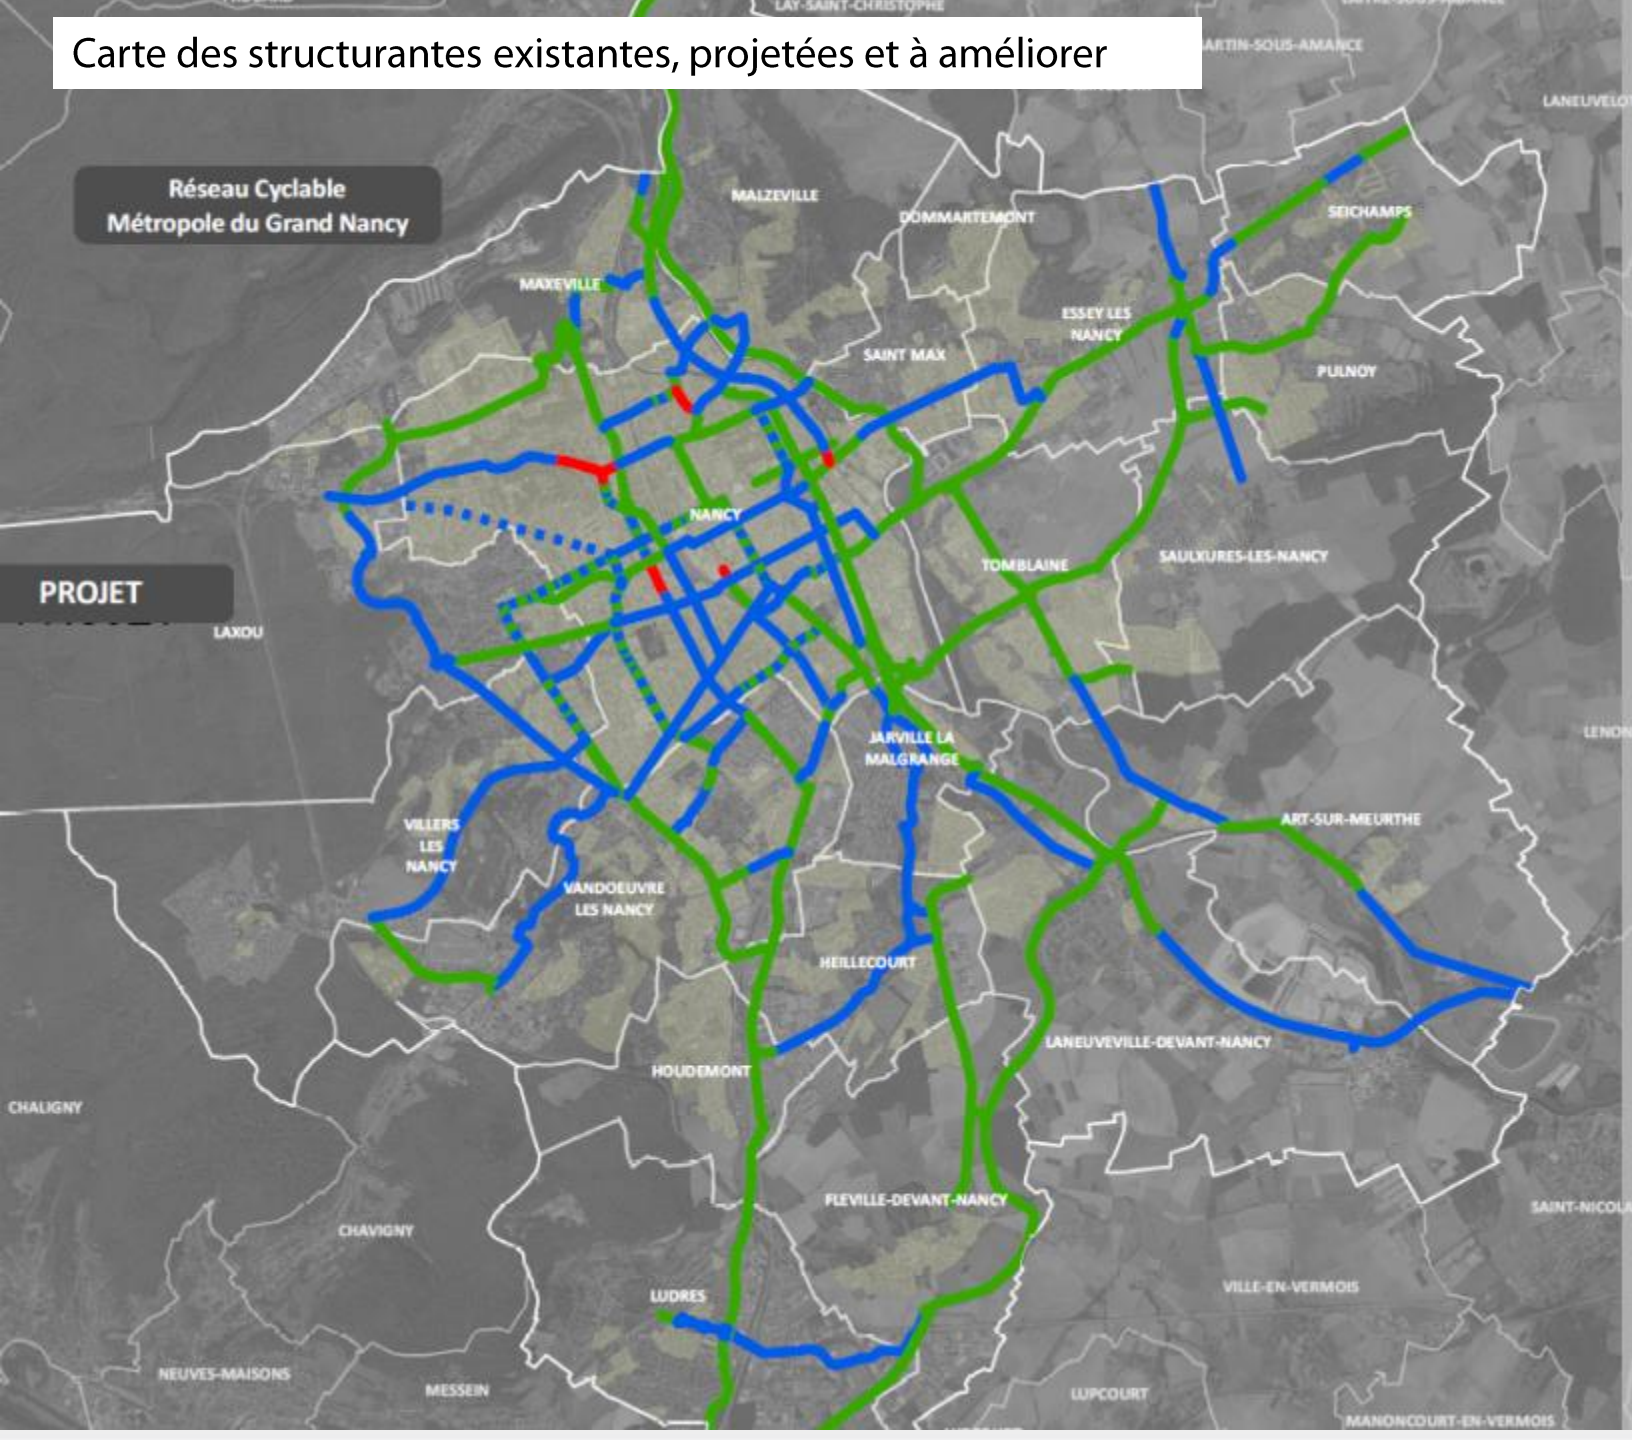 LAY-SAINT-CHRISTOPHE
Carte des structurantes existantes, projetées et à améliorer
ARTIN-SOUS-AMANCE
LANEUVELOT
Réseau Cyclable
Métropole du Grand Nancy
MALZEVILLE
DOMMARTEMONT
SEICHAMPS
MAXEVILLE
ESSEY LES
NANCY
SAINT MAX
PULNOY
NANCY
SAULXURES-LES-NANCY
TOMBLAINE
PROJET
LAXOU
LENON
JARVILLE LA
MALGRANGE
ART-SUR-MEURTHE
VILLERS
LES
NANCY
VANDOEUVRE
LES NANCY
HEILLECOURT
LANEUVEVILLE-DEVANT-NANCY
HOUDEMONT
CHALIGNY
FLEVILLE-DEVANT-NANCY
SAINT-NICOLA
CHAVIGNY
VILLE-EN-VERMOIS
LUDRES
NEUVES-MAISONS
MESSEIN
LUPCOURT
MANONCOURT-EN-VERMOIS